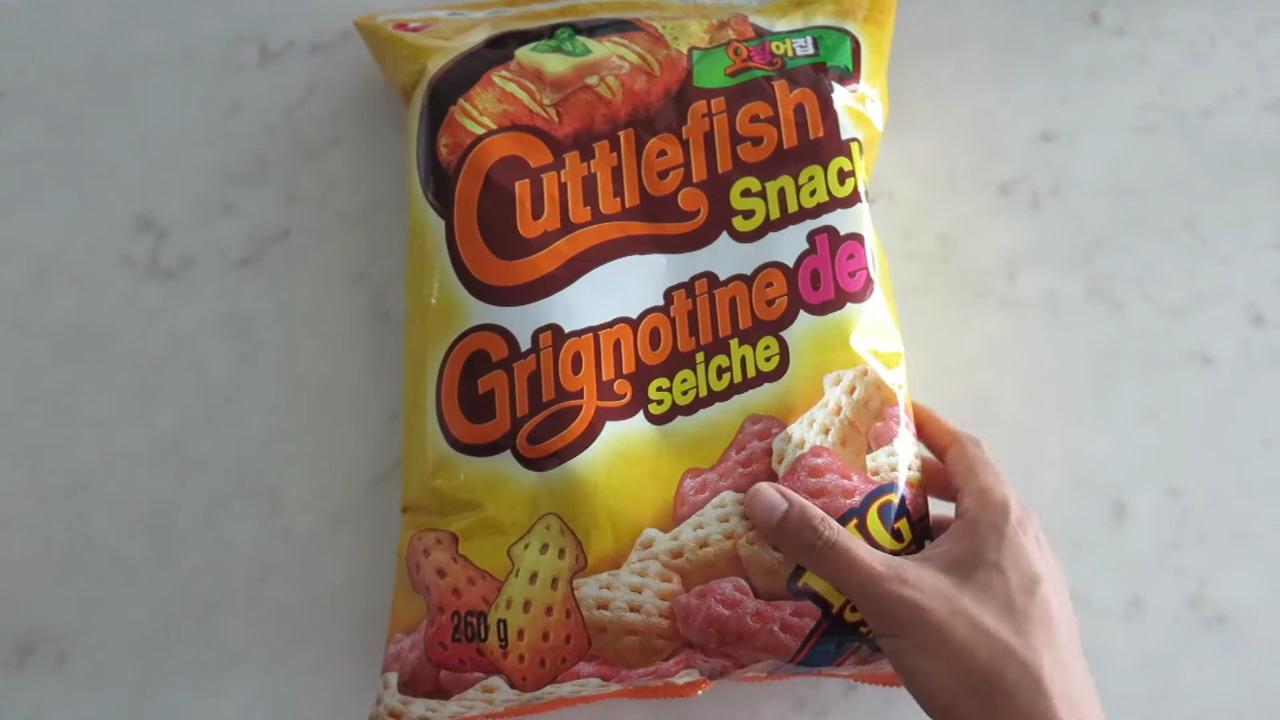 오징어집
Cuttlefish
Snack
Grignotine de
seiche
260 g